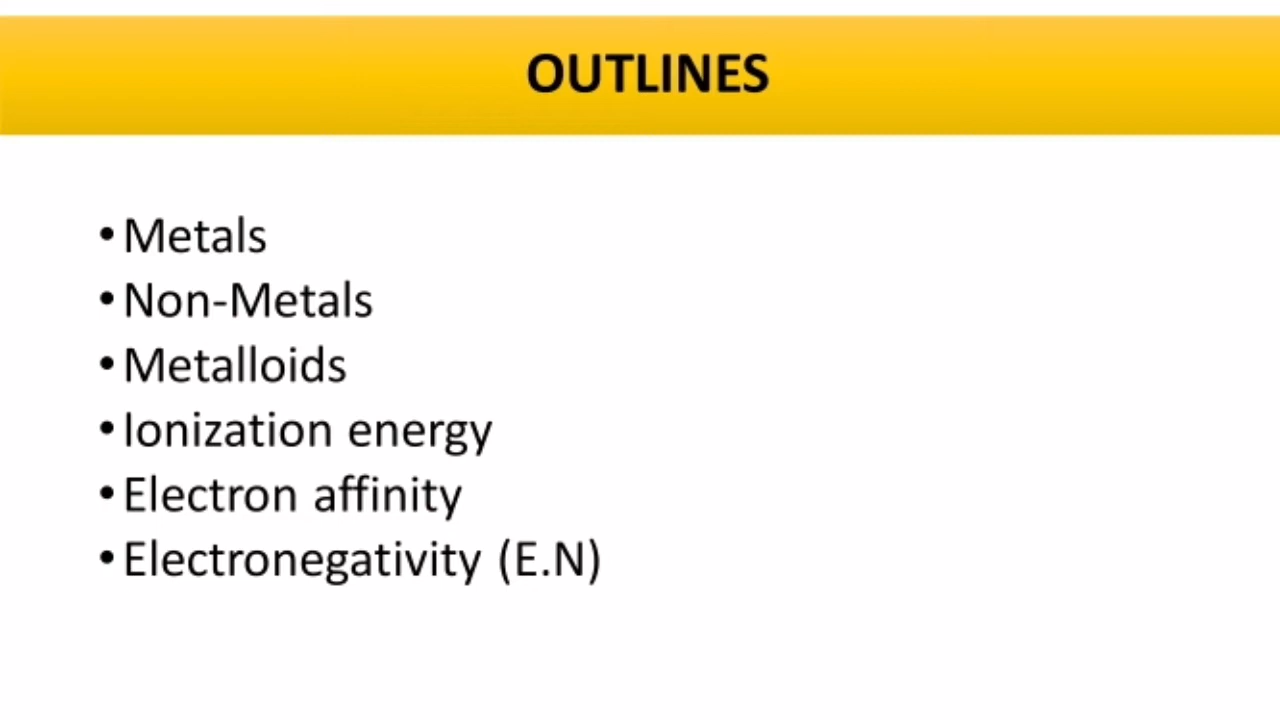 OUTLINES
• Metals
• Non-Metals
• Metalloids
• Ionization energy
• Electron affinity
• Electronegativity (E.N)